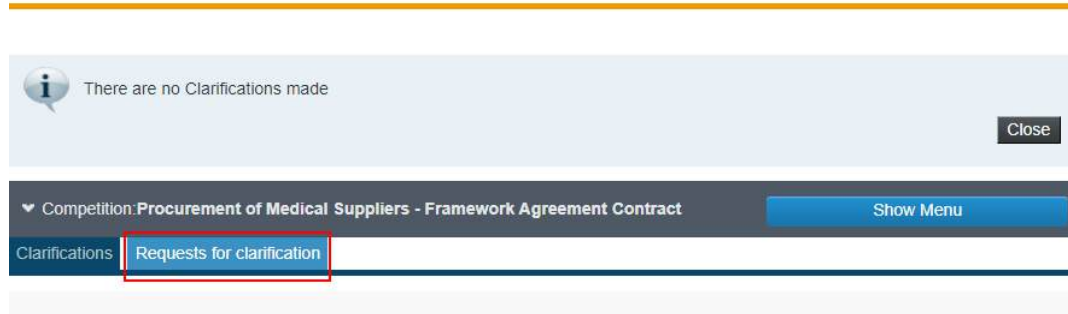 There are no Clarifications made
Close
Competition:Procurement of Medical Suppliers - Framework Agreement Contract
Show Menu
Clarifications
Requests for clarification